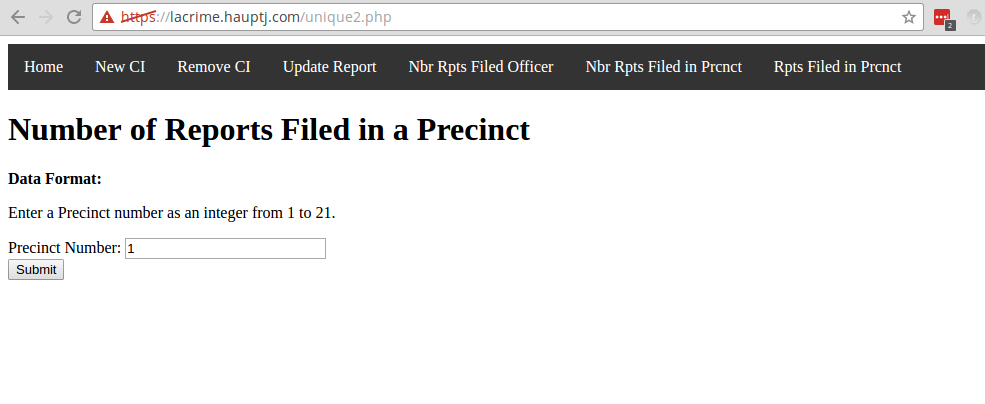 https://lacrime.hauptj.com/unique2.php
2
Home New CI Remove CI Update Report Nbr Rpts Filed Officer Nbr Rpts Filed in Prcnct Rpts Filed in Prcnct
Number of Reports Filed in a Precinct
Data Format:
Enter a Precinct number as an integer from 1 to 21.
Precinct Number: 1
Submit